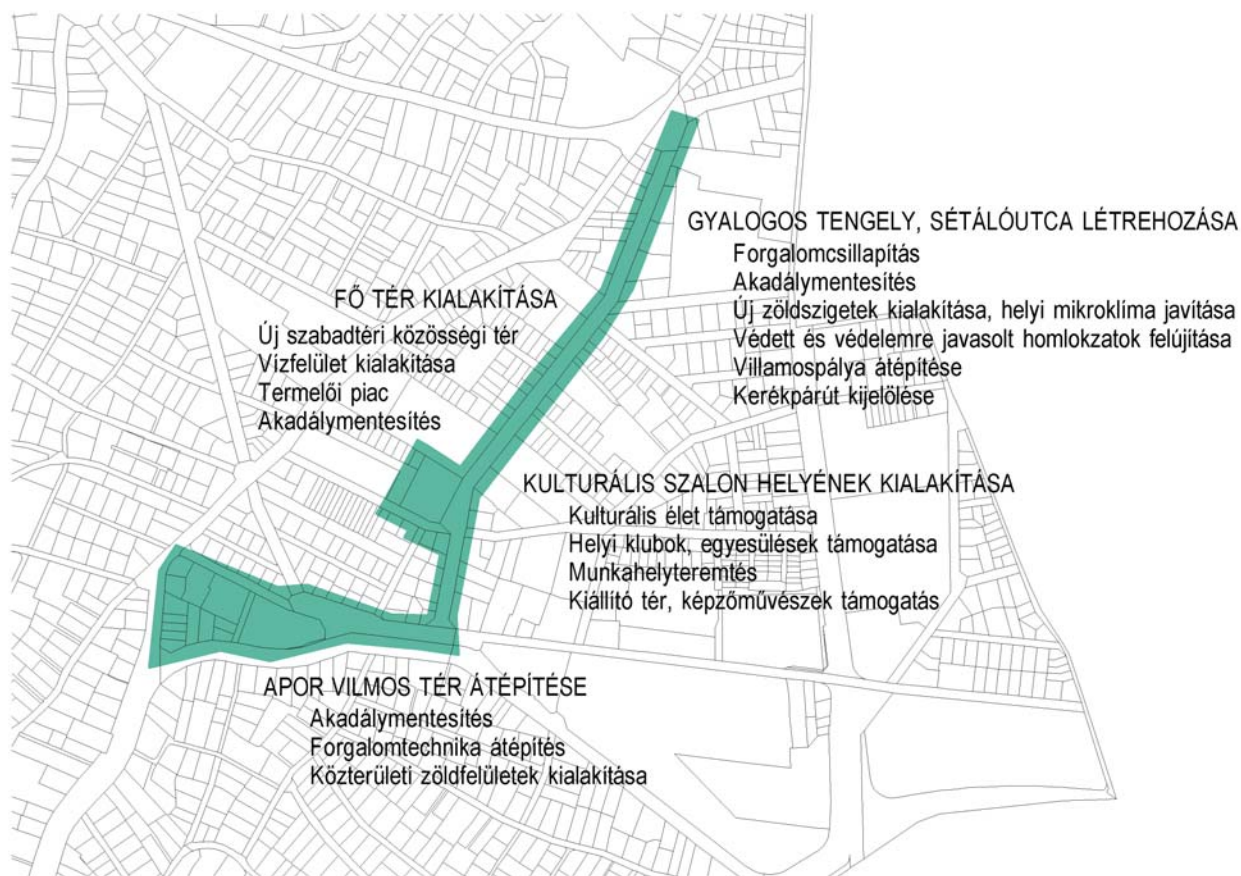 GYALOGOS TENGELY, SÉTÁLÓUTCA LÉTREHOZÁSA
Forgalomcsillapítás
Akadálymentesítés
Új zöldszigetek kialakítása, helyi mikroklíma javítása
Védett és védelemre javasolt homlokzatok felújítása
Villamospálya átépítése
Kerékpárút kijelölése
FŐ TÉR KIALAKÍTÁSA
Új szabadtéri közösségi tér
Vízfelület kialakítása
Termelői piac
Akadálymentesítés
KULTURÁLIS SZALON HELYÉNEK KIALAKÍTÁSA
Kulturális élet támogatása
Helyi klubok, egyesülések támogatása
Munkahelyteremtés
Kiállító tér, képzőművészek támogatás
APOR VILMOS TÉR ÁTÉPÍTÉSE
Akadálymentesítés
Forgalomtechnika átépítés
Közterületi zöldfelületek kialakítása